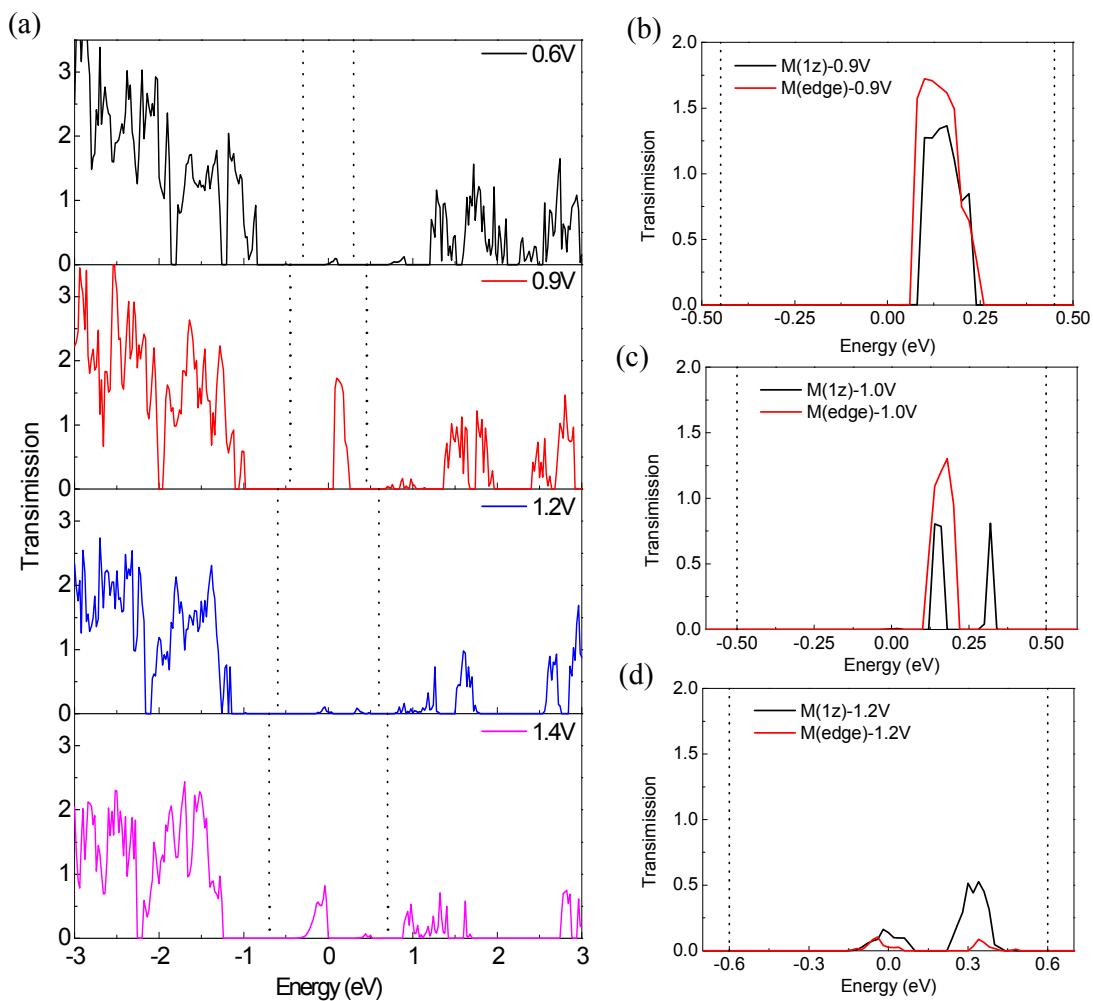 (a)
0.6V
0.9V
1.2V
1.4V
3
2
1
0
3
2
1
0
3
2
1
0
3
2
1
0
Transimission
-3 -2 -1 0 1 2 3
Energy (eV)
(b)
M(1z)-0.9V
M(edge)-0.9V
2.0
1.5
1.0
0.5
0.0
Transimission
-0.50 -0.25 0.00 0.25 0.50
Energy (eV)
(c)
M(1z)-1.0V
M(edge)-1.0V
2.0
1.5
1.0
0.5
0.0
Transimission
-0.50 -0.25 0.00 0.25 0.50
Energy (eV)
(d)
M(1z)-1.2V
M(edge)-1.2V
2.0
1.5
1.0
0.5
0.0
Transimission
-0.6 -0.3 0.0 0.3 0.6
Energy (eV)